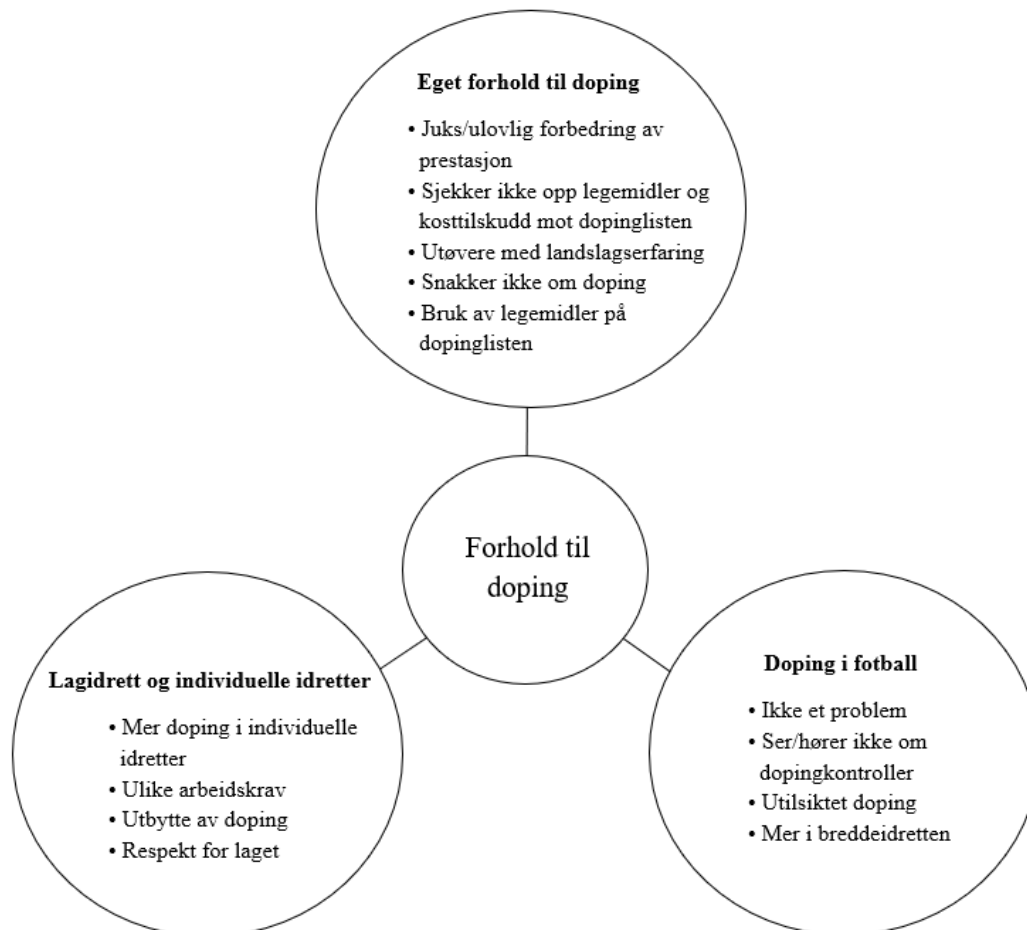 Eget forhold til doping
• Juks/ulovlig forbedring av
prestasjon
• Sjekker ikke opp legemidler og
kosttilskudd mot dopinglisten
• Utøvere med landslagserfaring
• Snakker ikke om doping
• Bruk av legemidler på
dopinglisten
Forhold til
doping
Lagidrett og individuelle idretter
• Mer doping i individuelle
idretter
• Ulike arbeidskrav
• Utbytte av doping
• Respekt for laget
Doping i fotball
• Ikke et problem
• Ser/hører ikke om
dopingkontroller
• Utilsiktet doping
• Mer i breddeidretten